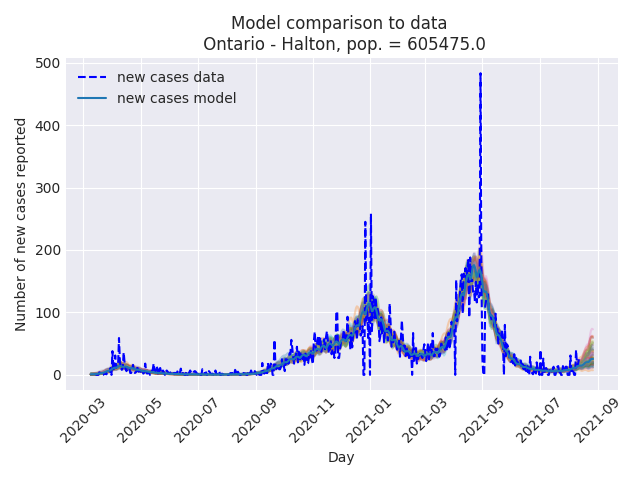 Model comparison to data
Ontario - Halton, pop. = 605475.0
new cases data
new cases model
Number of new cases reported
500
400
300
200
100
0
2020-03
2020-05
2020-07
2020-09
2020-11
2021-01
2021-03
2021-05
2021-07
2021-09
Day